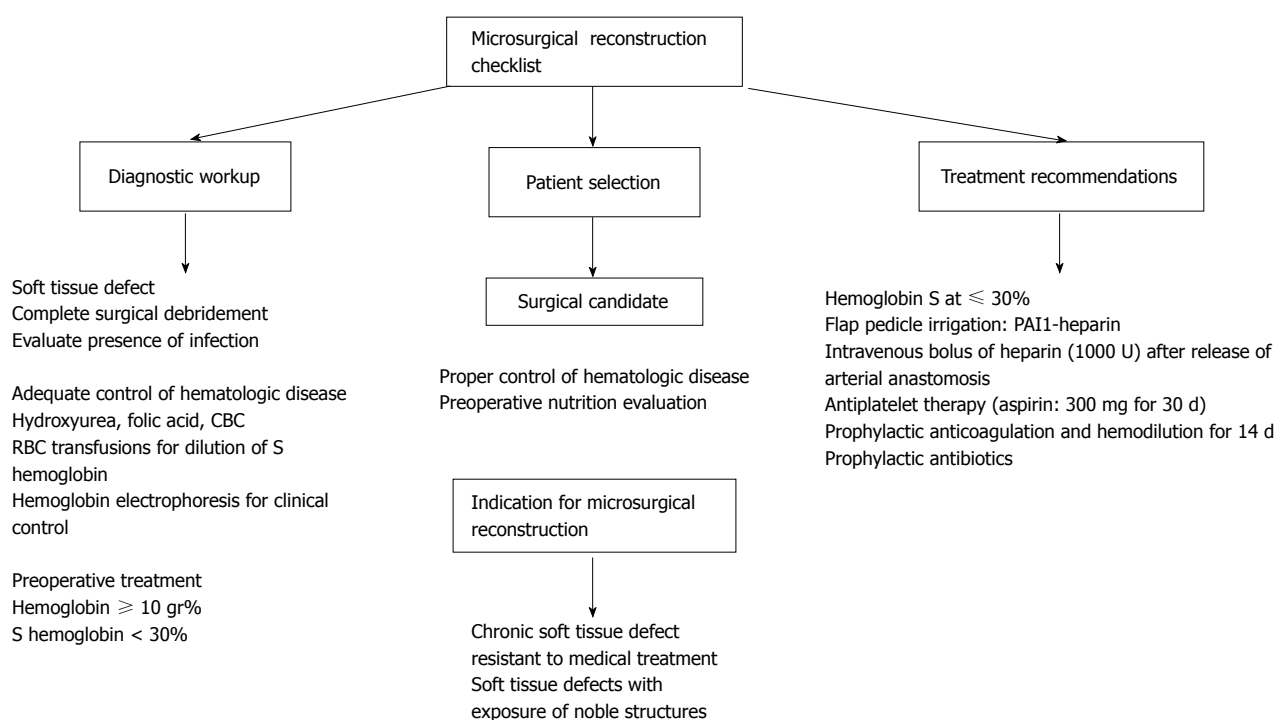 Microsurgical reconstruction
checklist
Diagnostic workup
Soft tissue defect
Complete surgical debridement
Evaluate presence of infection
Adequate control of hematologic disease
Hydroxyurea, folic acid, CBC
RBC transfusions for dilution of S
hemoglobin
Hemoglobin electrophoresis for clinical
control
Preoperative treatment
Hemoglobin ≥ 10 gr%
S hemoglobin < 30%
Patient selection
Surgical candidate
Proper control of hematologic disease
Preoperative nutrition evaluation
Indication for microsurgical
reconstruction
Chronic soft tissue defect
resistant to medical treatment
Soft tissue defects with
exposure of noble structures
Treatment recommendations
Hemoglobin S at ≤ 30%
Flap pedicle irrigation: PAI1-heparin
Intravenous bolus of heparin (1000 U) after release of
arterial anastomosis
Antiplatelet therapy (aspirin: 300 mg for 30 d)
Prophylactic anticoagulation and hemodilution for 14 d
Prophylactic antibiotics